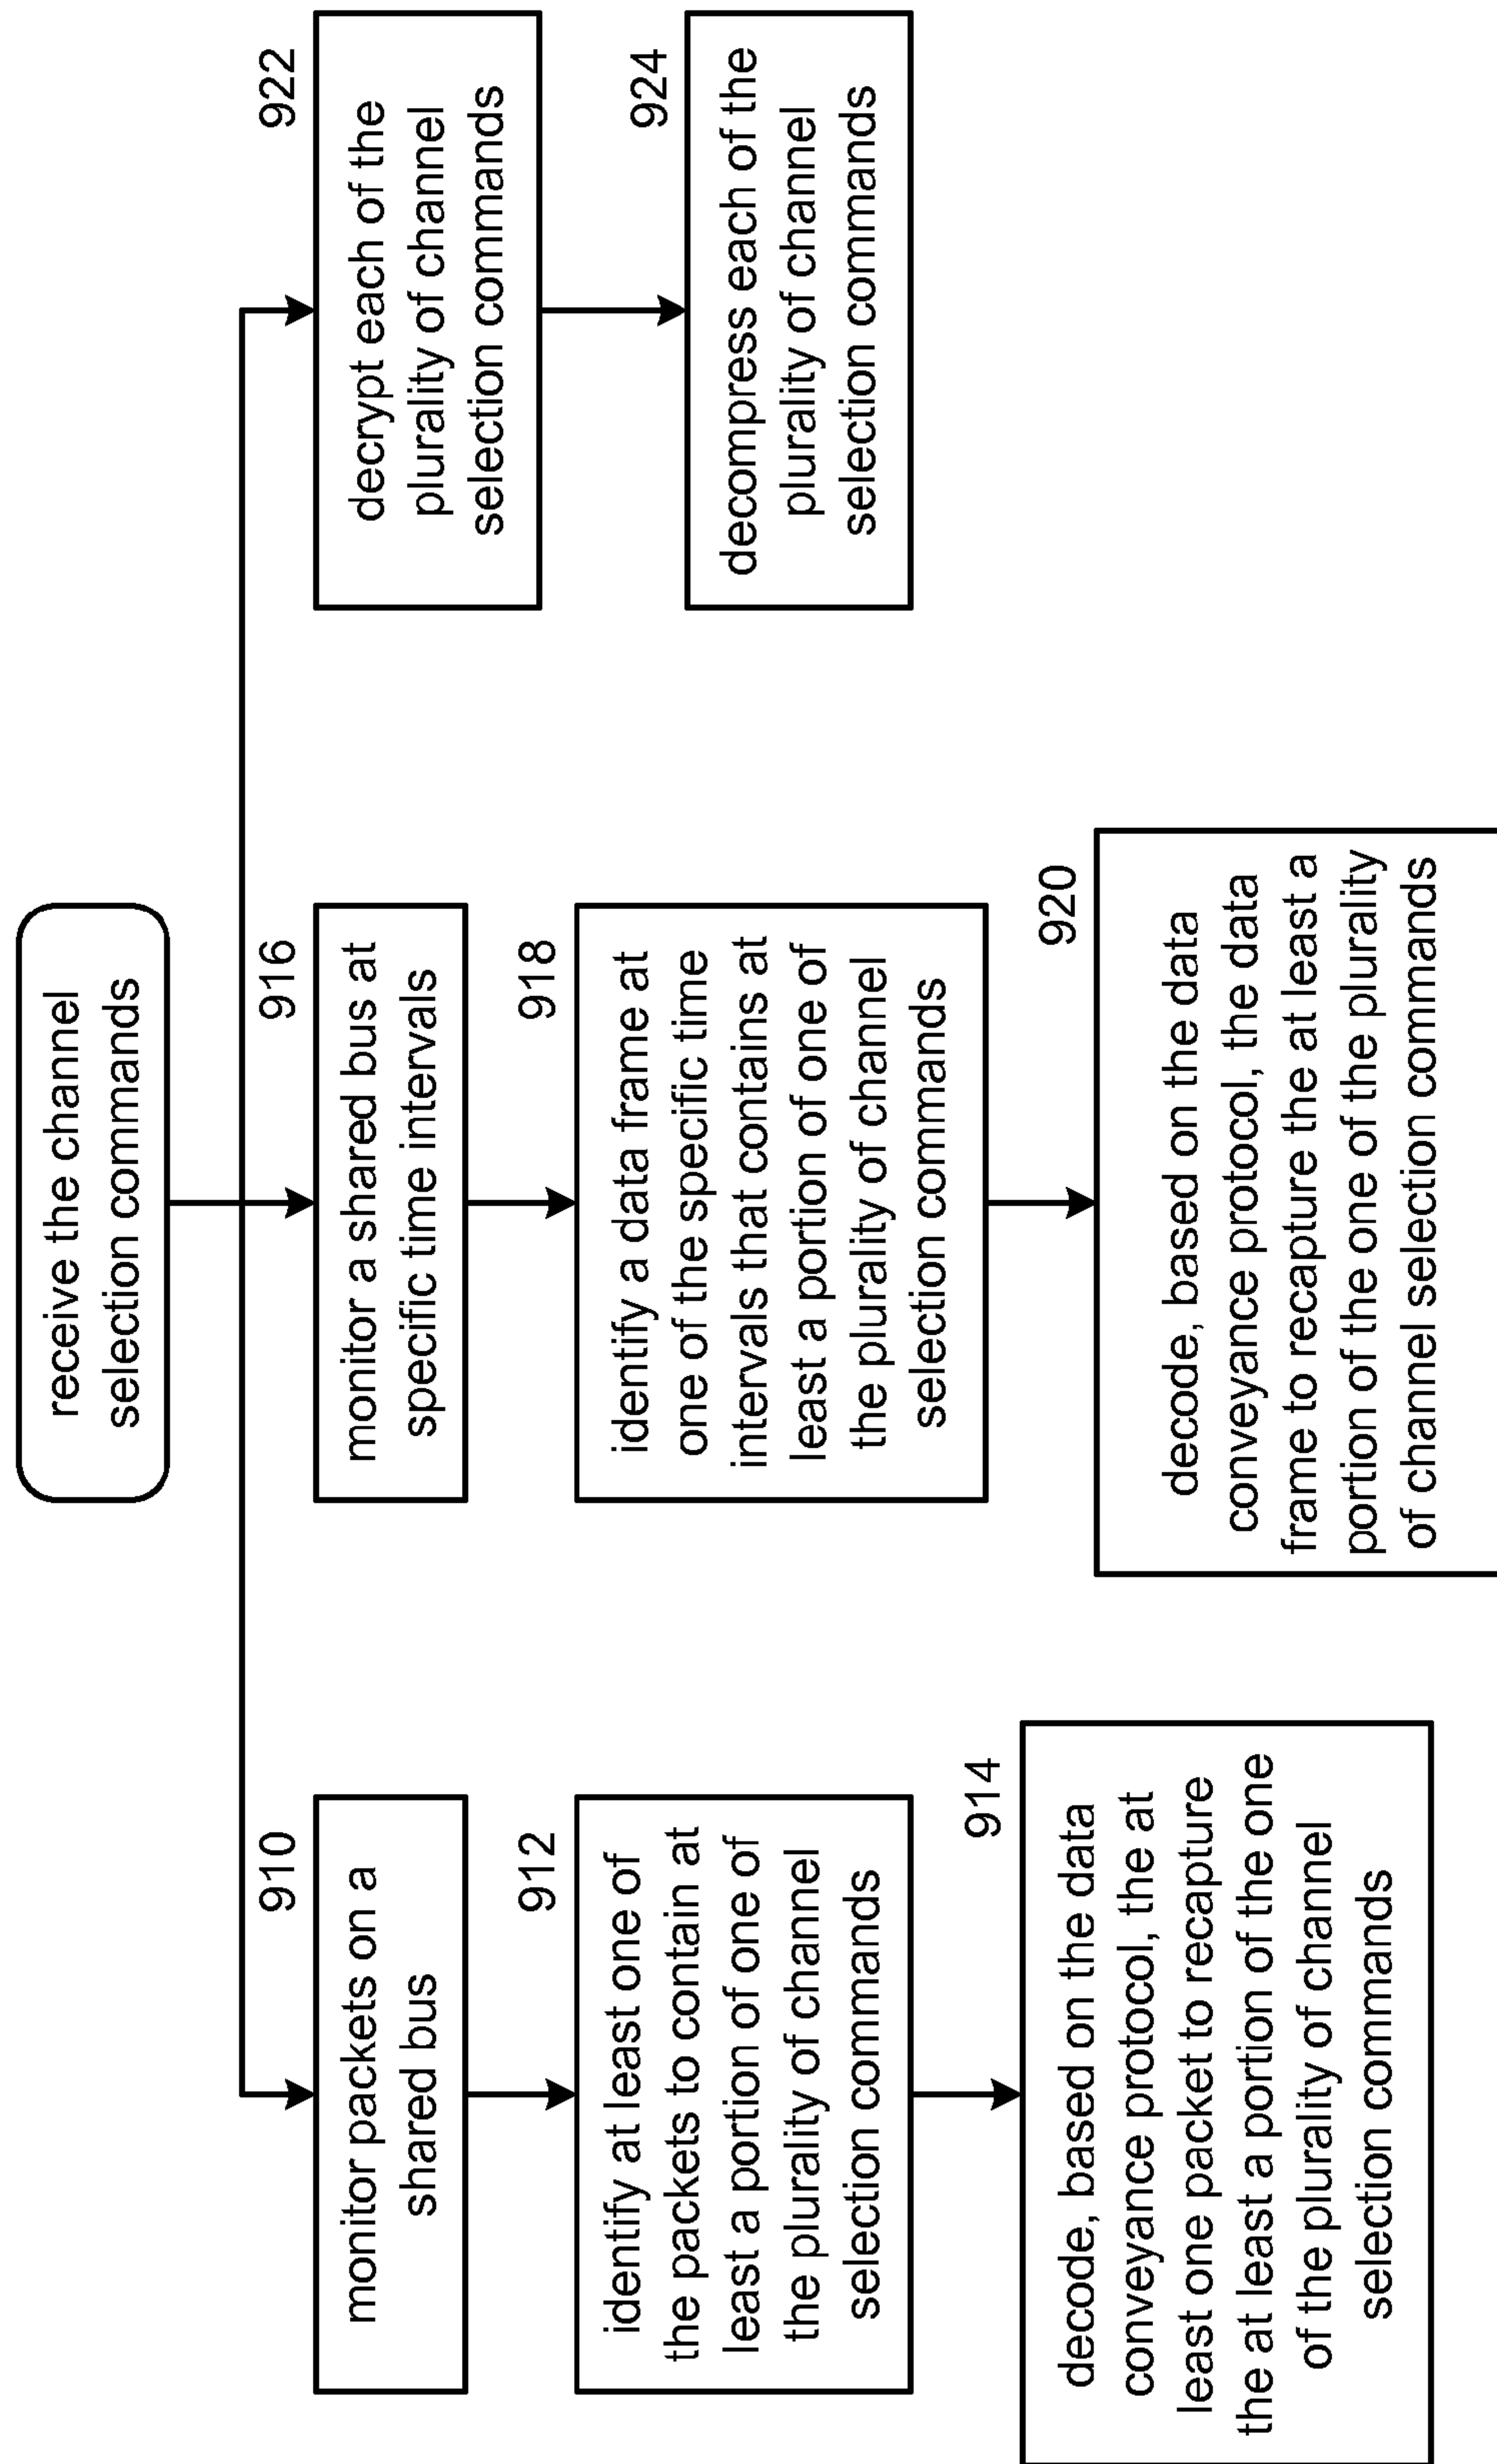 receive the channel
selection commands
910
monitor packets on a
shared bus
912
identify at least one of
the packets to contain at
least a portion of one of
the plurality of channel
selection commands
914
decode, based on the data
conveyance protocol, the at
least one packet to recapture
the at least a portion of the one
of the plurality of channel
selection commands
916
monitor a shared bus at
specific time intervals
918
identify a data frame at
one of the specific time
intervals that contains at
least a portion of one of
the plurality of channel
selection commands
920
decode, based on the data
conveyance protocol, the data
frame to recapture the at least a
portion of the one of the plurality
of channel selection commands
922
decrypt each of the
plurality of channel
selection commands
924
decompress each of the
plurality of channel
selection commands